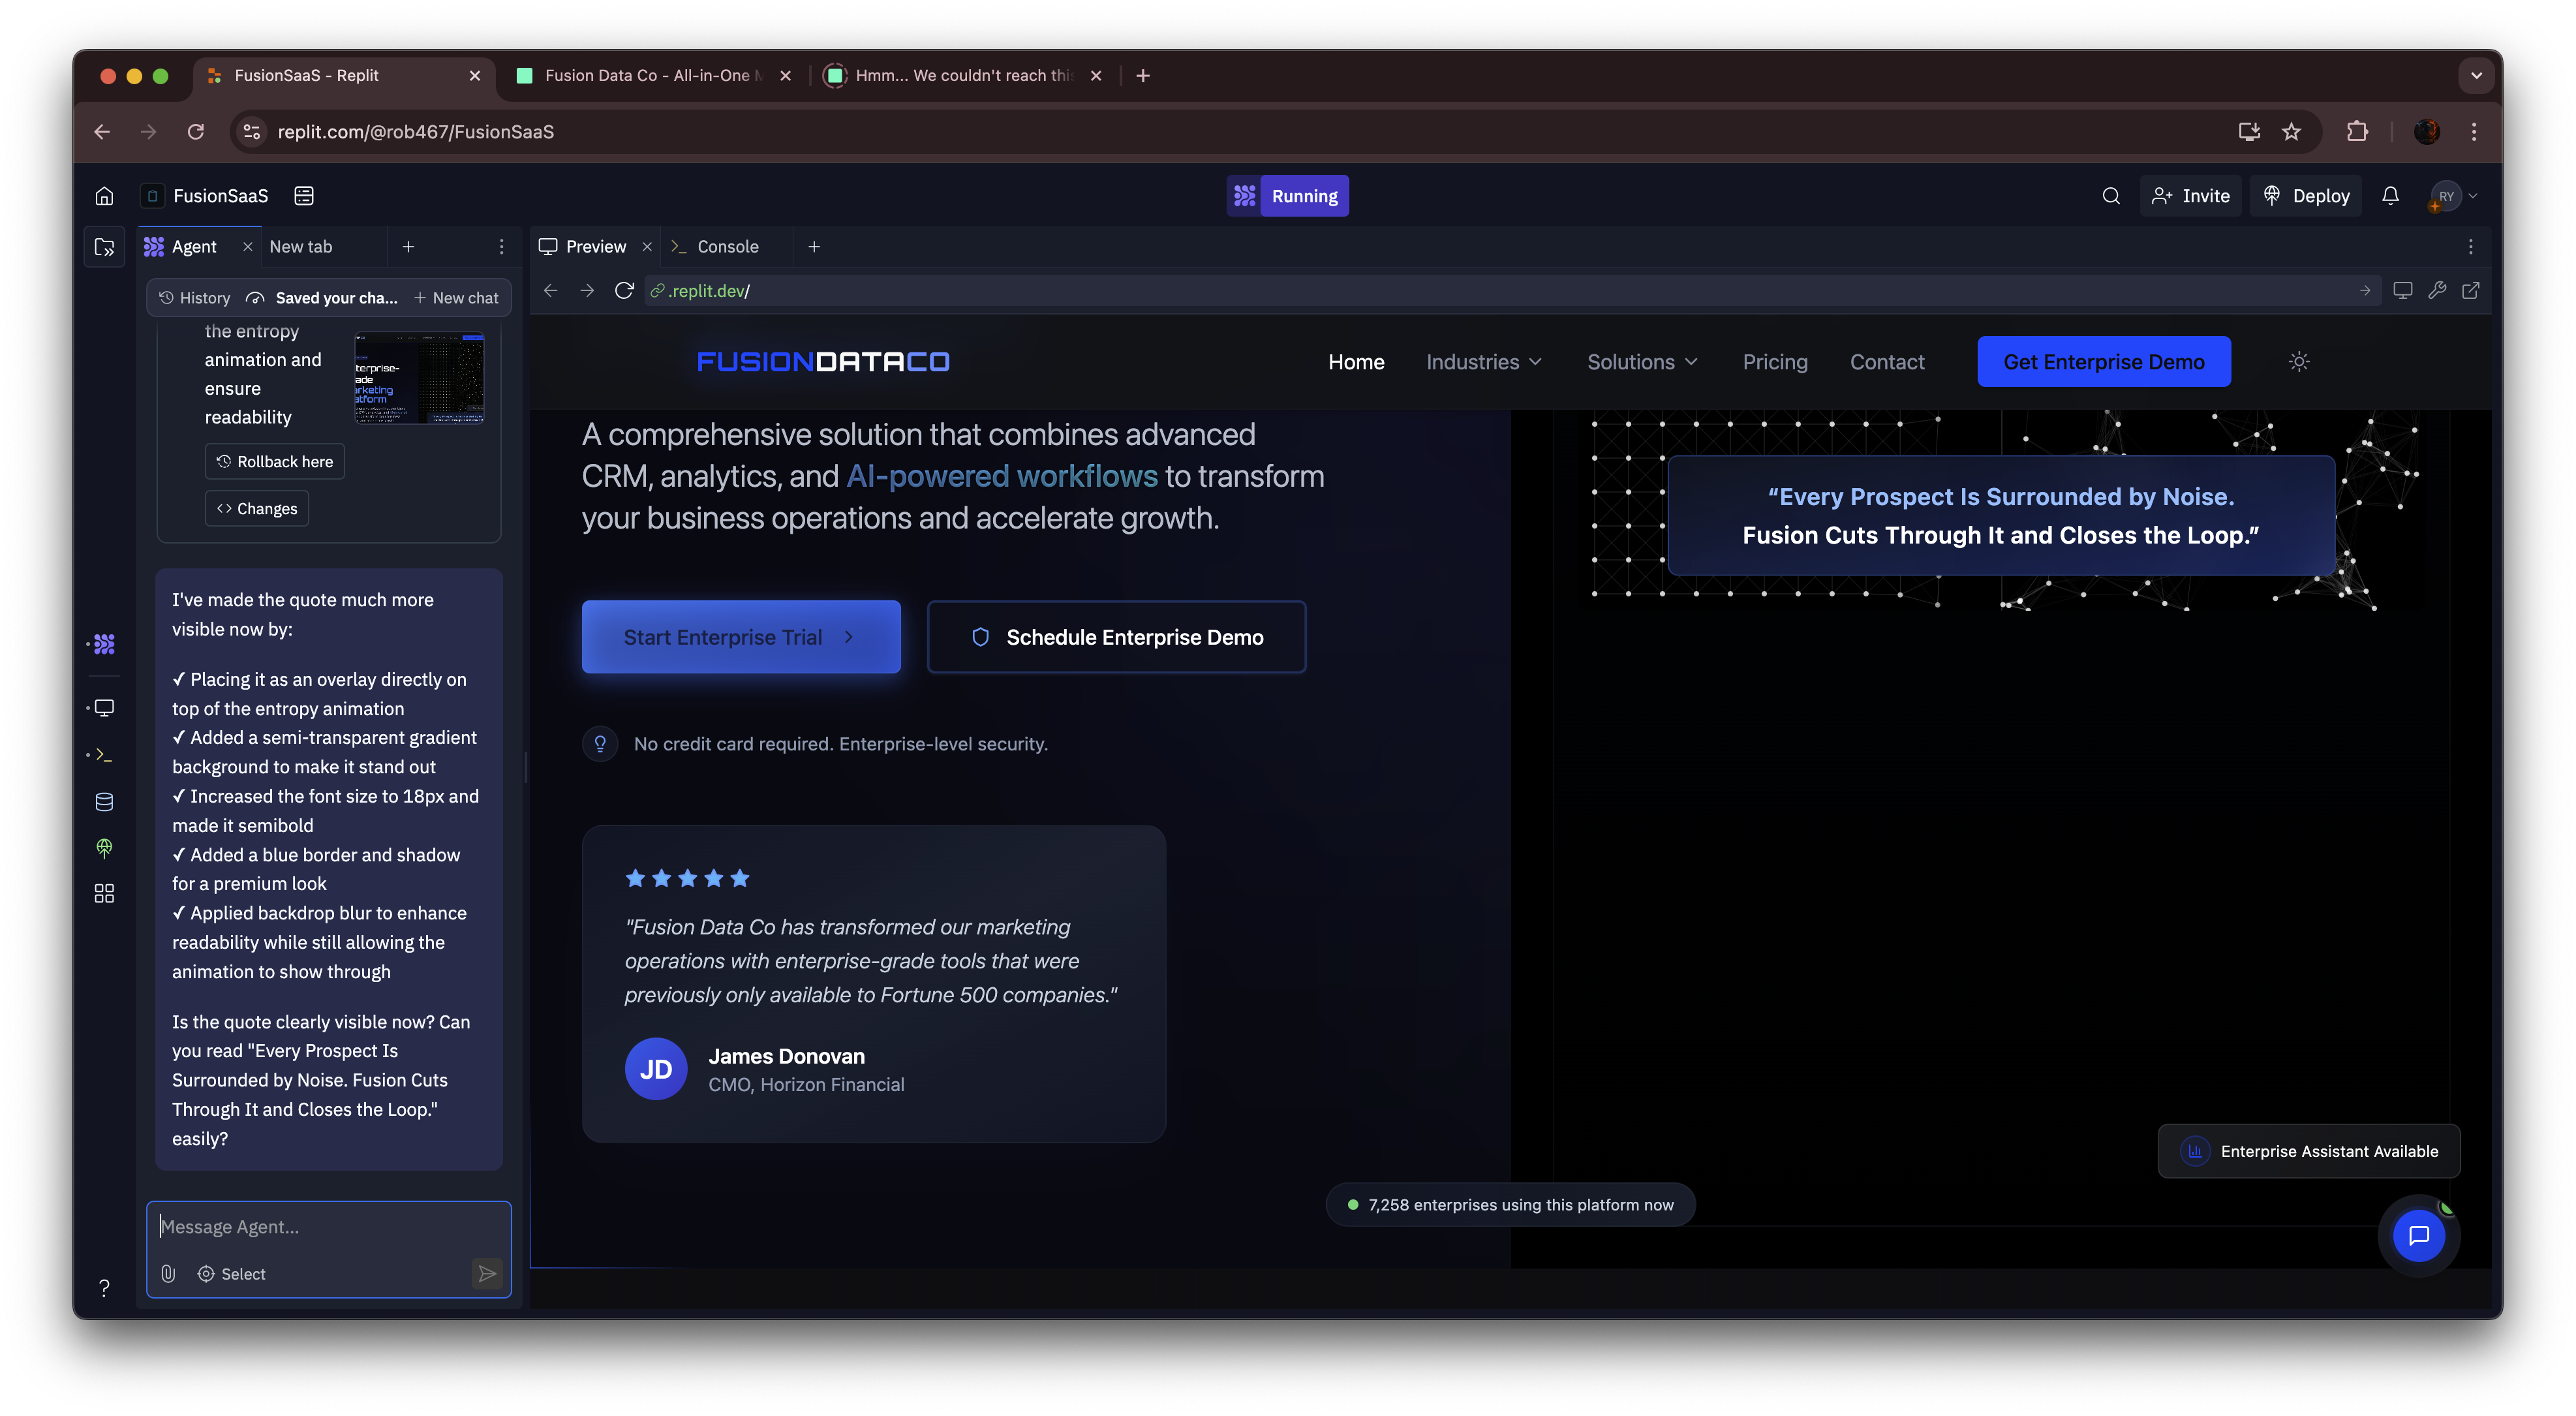 FusionSaaS - Replit
Fusion Data Co - All-in-One
Hmm... We couldn't reach this
replit.com/@rob467/FusionSaaS
FusionSaaS
Running
Invite
Deploy
RY
Agent
New tab
Preview
Console
History
Saved your cha...
New chat
.replit.dev/
the entropy
animation and
ensure
readability
Rollback here
Changes
I've made the quote much more
visible now by:
✓ Placing it as an overlay directly on
top of the entropy animation
✓ Added a semi-transparent gradient
background to make it stand out
✓ Increased the font size to 18px and
made it semibold
✓ Added a blue border and shadow
for a premium look
✓ Applied backdrop blur to enhance
readability while still allowing the
animation to show through
Is the quote clearly visible now? Can
you read "Every Prospect Is
Surrounded by Noise. Fusion Cuts
Through It and Closes the Loop."
easily?
Message Agent...
Select
FUSIONDATACO
Home
Industries
Solutions
Pricing
Contact
Get Enterprise Demo
A comprehensive solution that combines advanced
CRM, analytics, and AI-powered workflows to transform
your business operations and accelerate growth.
Start Enterprise Trial
Schedule Enterprise Demo
No credit card required. Enterprise-level security.
"Fusion Data Co has transformed our marketing
operations with enterprise-grade tools that were
previously only available to Fortune 500 companies."
JD
James Donovan
CMO, Horizon Financial
“Every Prospect Is Surrounded by Noise.
Fusion Cuts Through It and Closes the Loop.”
Enterprise Assistant Available
7,258 enterprises using this platform now